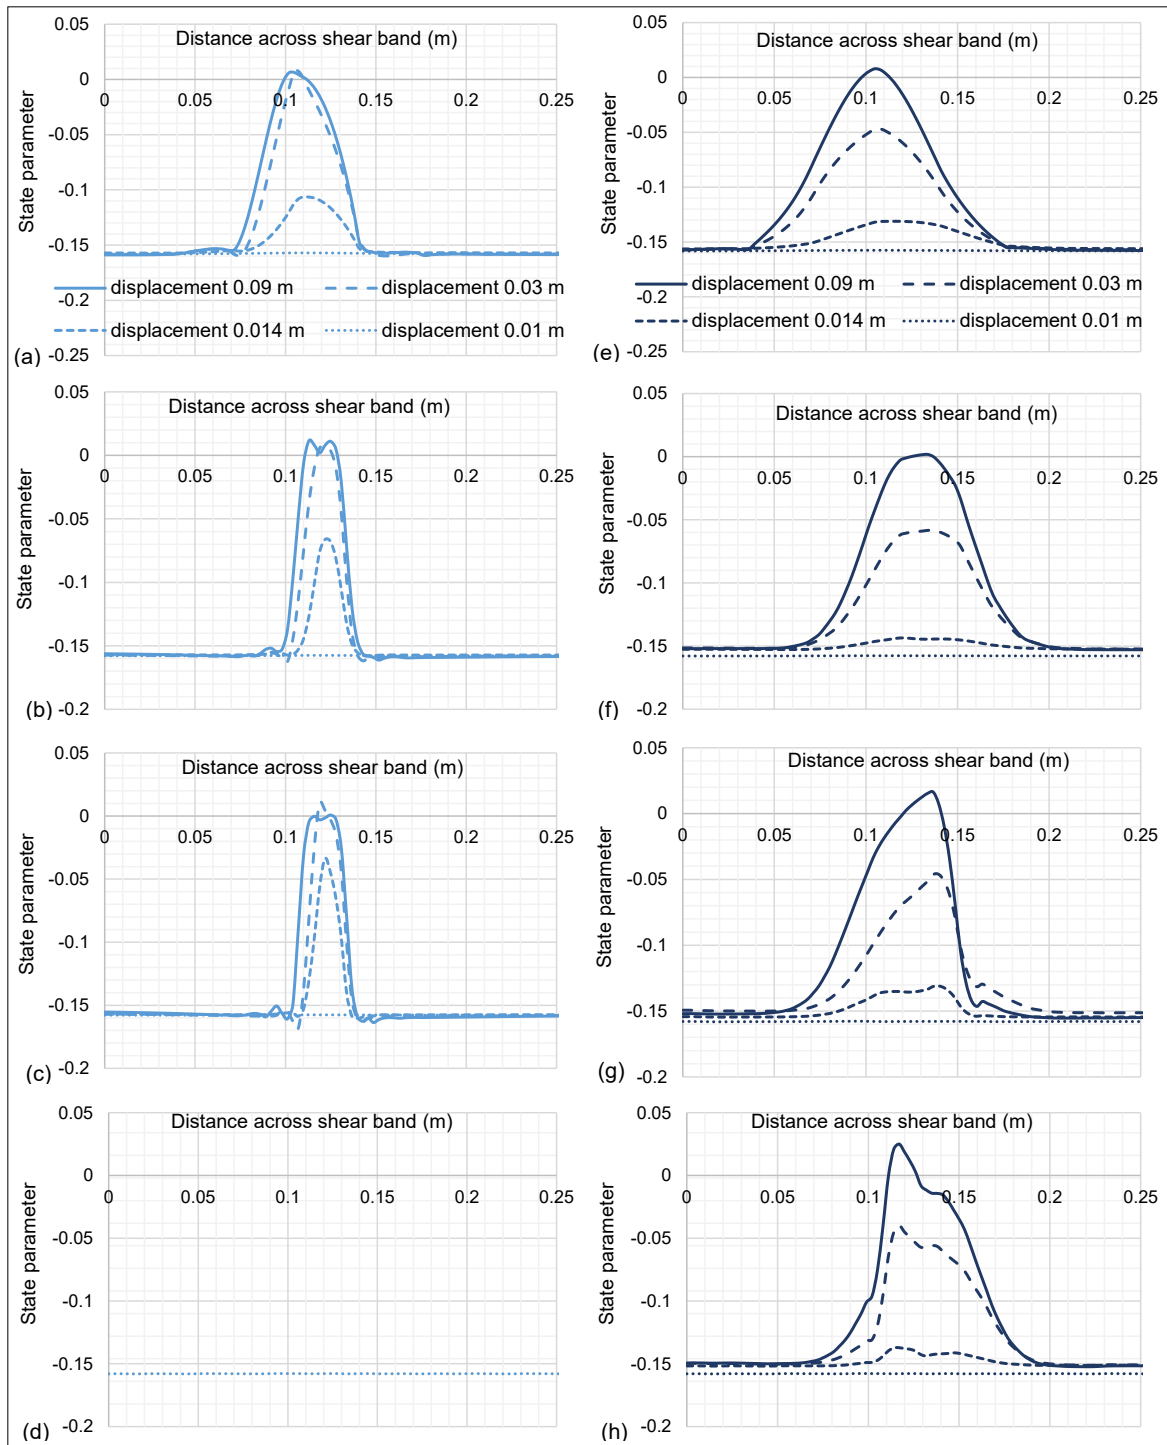 0.05
Distance across shear band (m)
0
0 0.05 0.1 0.15 0.2 0.25
-0.05
-0.1
-0.15
-0.2
-0.25
State parameter
displacement 0.09 m displacement 0.03 m
displacement 0.014 m displacement 0.01 m
(a)
0.05
Distance across shear band (m)
0
0 0.05 0.1 0.15 0.2 0.25
-0.05
-0.1
-0.15
-0.2
-0.25
State parameter
displacement 0.09 m displacement 0.03 m
displacement 0.014 m displacement 0.01 m
(e)
0.05
Distance across shear band (m)
0
0 0.05 0.1 0.15 0.2 0.25
-0.05
-0.1
-0.15
-0.2
State parameter
(b)
0.05
Distance across shear band (m)
0
0 0.05 0.1 0.15 0.2 0.25
-0.05
-0.1
-0.15
-0.2
State parameter
(f)
0.05
Distance across shear band (m)
0
0 0.05 0.1 0.15 0.2 0.25
-0.05
-0.1
-0.15
-0.2
State parameter
(c)
0.05
Distance across shear band (m)
0
0 0.05 0.1 0.15 0.2 0.25
-0.05
-0.1
-0.15
-0.2
State parameter
(g)
0.05
Distance across shear band (m)
0
0 0.05 0.1 0.15 0.2 0.25
-0.05
-0.1
-0.15
-0.2
State parameter
(d)
0.05
Distance across shear band (m)
0
0 0.05 0.1 0.15 0.2 0.25
-0.05
-0.1
-0.15
-0.2
State parameter
(h)